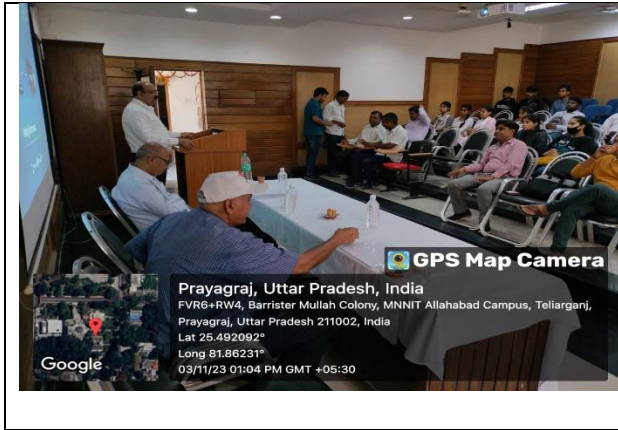 GPS Map Camera
Prayagraj, Uttar Pradesh, India
FVR6+RW4, Barrister Mullah Colony, MNNIT Allahabad Campus, Teliarganj,
Prayagraj, Uttar Pradesh 211002, India
Lat 25.492092°
Long 81.86231°
03/11/23 01:04 PM GMT +05:30
Google